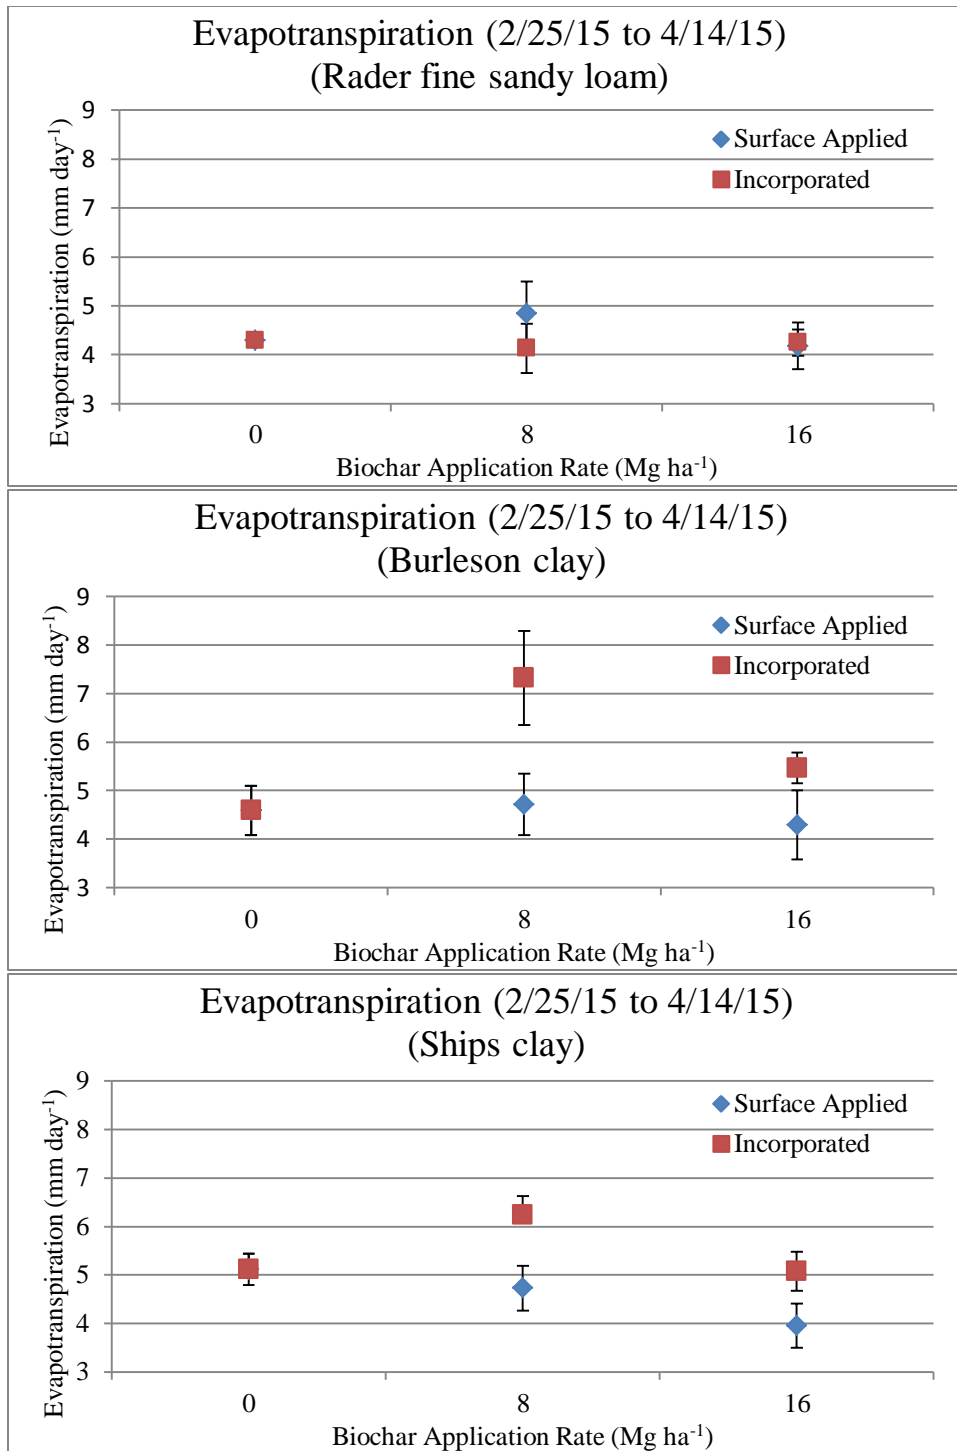 Evapotranspiration (2/25/15 to 4/14/15)
(Rader fine sandy loam)
Evapotranspiration (mm day⁻¹)
9
8
7
6
5
4
3
Surface Applied
Incorporated
0 8 16
Biochar Application Rate (Mg ha⁻¹)
Evapotranspiration (2/25/15 to 4/14/15)
(Burleson clay)
Evapotranspiration (mm day⁻¹)
9
8
7
6
5
4
3
Surface Applied
Incorporated
0 8 16
Biochar Application Rate (Mg ha⁻¹)
Evapotranspiration (2/25/15 to 4/14/15)
(Ships clay)
Evapotranspiration (mm day⁻¹)
9
8
7
6
5
4
3
Surface Applied
Incorporated
0 8 16
Biochar Application Rate (Mg ha⁻¹)